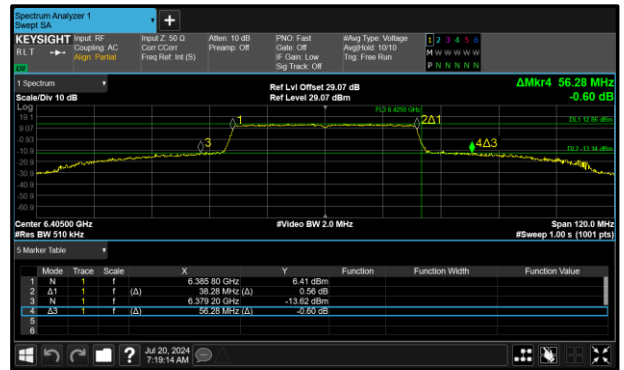 Spectrum Analyzer 1
Swept SA
+
KEYSIGHT Input: RF Input Z: 50 Ω Atten: 10 dB PNO: Fast #Avg Type: Voltage 1 2 3 4 5 6
RLT Coupling: AC Corr CCorr Preamp: Off Gate: Off Avg|Hold: 10/10 M W W W W W
Align: Partial Freq Ref: Int (S) IF Gain: Low Trig: Free Run P N N N N N
Sig Track: Off
1 Spectrum Ref Lvl Offset 29.07 dB ΔMkr4 56.28 MHz
Scale/Div 10 dB Ref Level 29.07 dBm -0.60 dB
Log
19.1
9.07
-0.93
-10.9
-20.9
-30.9
-40.9
-50.9
-60.9
1
2Δ1
3
4Δ3
FLD 6.4250 GHz
DL1 12.86 dBm
DL2 -13.14 dBm
Center 6.40500 GHz #Video BW 2.0 MHz Span 120.0 MHz
#Res BW 510 kHz #Sweep 1.00 s (1001 pts)
5 Marker Table
Mode Trace Scale X Y Function Function Width Function Value
1 N 1 f 6.385 80 GHz 6.41 dBm
2 Δ1 1 f (Δ) 38.28 MHz (Δ) 0.56 dB
3 N 1 f 6.379 20 GHz -13.62 dBm
4 Δ3 1 f (Δ) 56.28 MHz (Δ) -0.60 dB
5
6
? Jul 20, 2024
7:19:14 AM